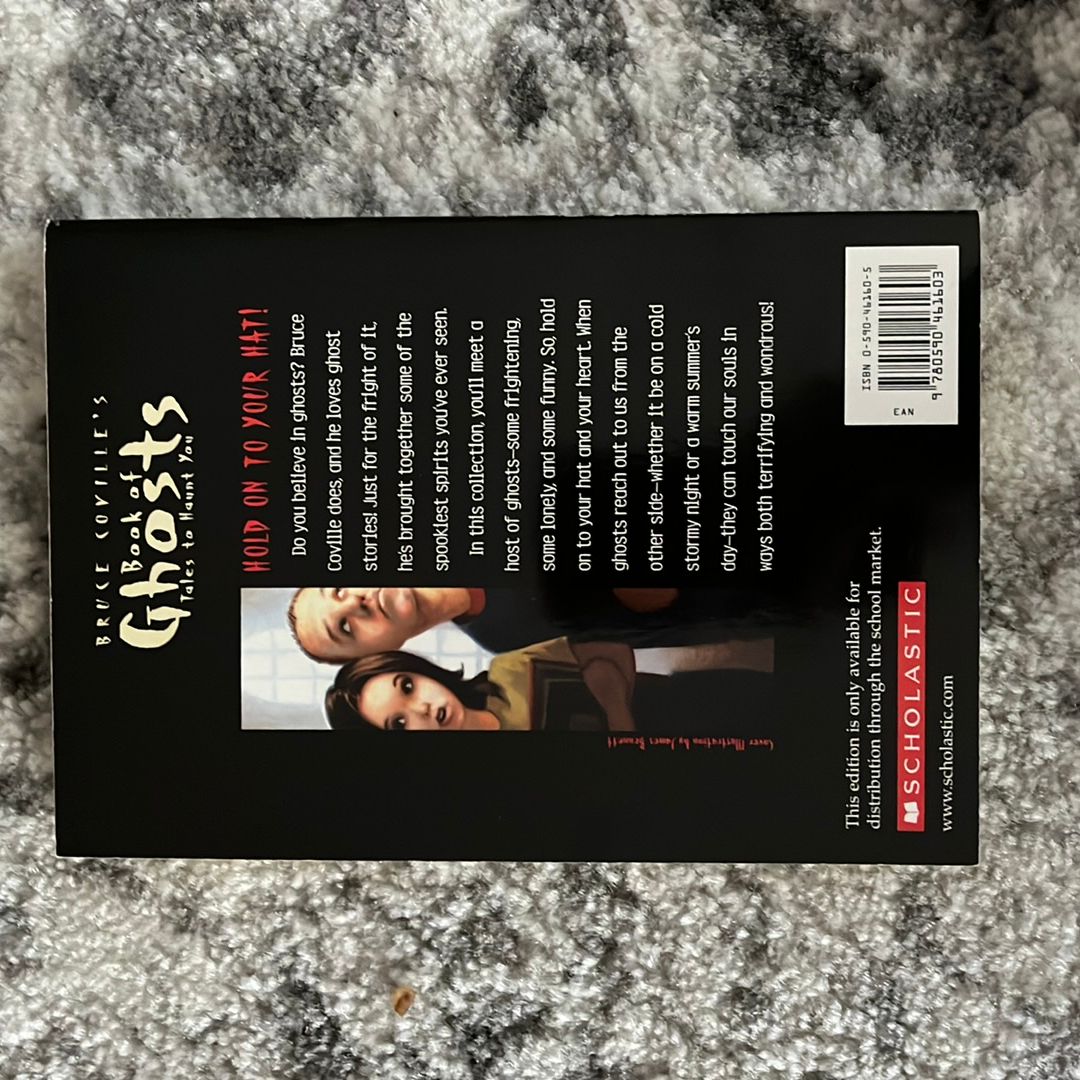 BRUCE COVILLE'S
Book of
Ghosts
Tales to Haunt You
HOLD ON TO YOUR HAT!
Do you believe in ghosts? Bruce
Coville does, and he loves ghost
stories! Just for the fright of it,
he's brought together some of the
spookiest spirits you've ever seen.
In this collection, you'll meet a
host of ghosts–some frightening,
some lonely, and some funny. So, hold
on to your hat and your heart. When
ghosts reach out to us from the
other side–whether it be on a cold
stormy night or a warm summer's
day–they can touch our souls in
ways both terrifying and wondrous!
Cover Illustration by James Bennett
This edition is only available for
distribution through the school market.
SCHOLASTIC
www.scholastic.com
ISBN 0-590-46160-5
EAN
9 780590 461603